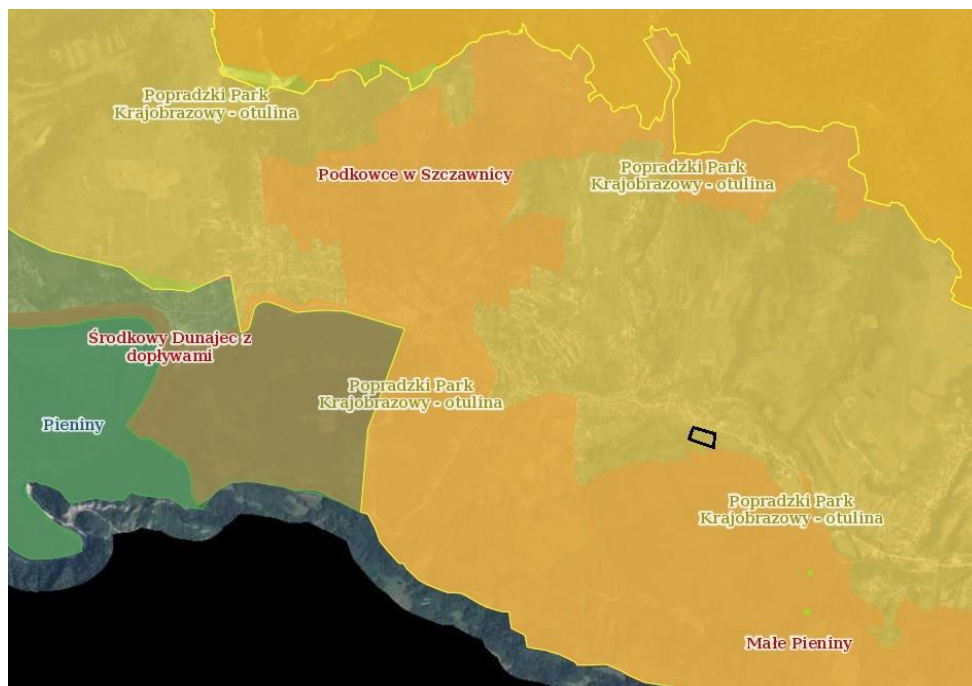 Popradzki Park
Krajobrazowy - otulina
Podkowce w Szczawnicy
Popradzki Park
Krajobrazowy - otulina
Środkowy Dunajec z
dopływami
Popradzki Park
Krajobrazowy - otulina
Pieniny
Popradzki Park
Krajobrazowy - otulina
Małe Pieniny